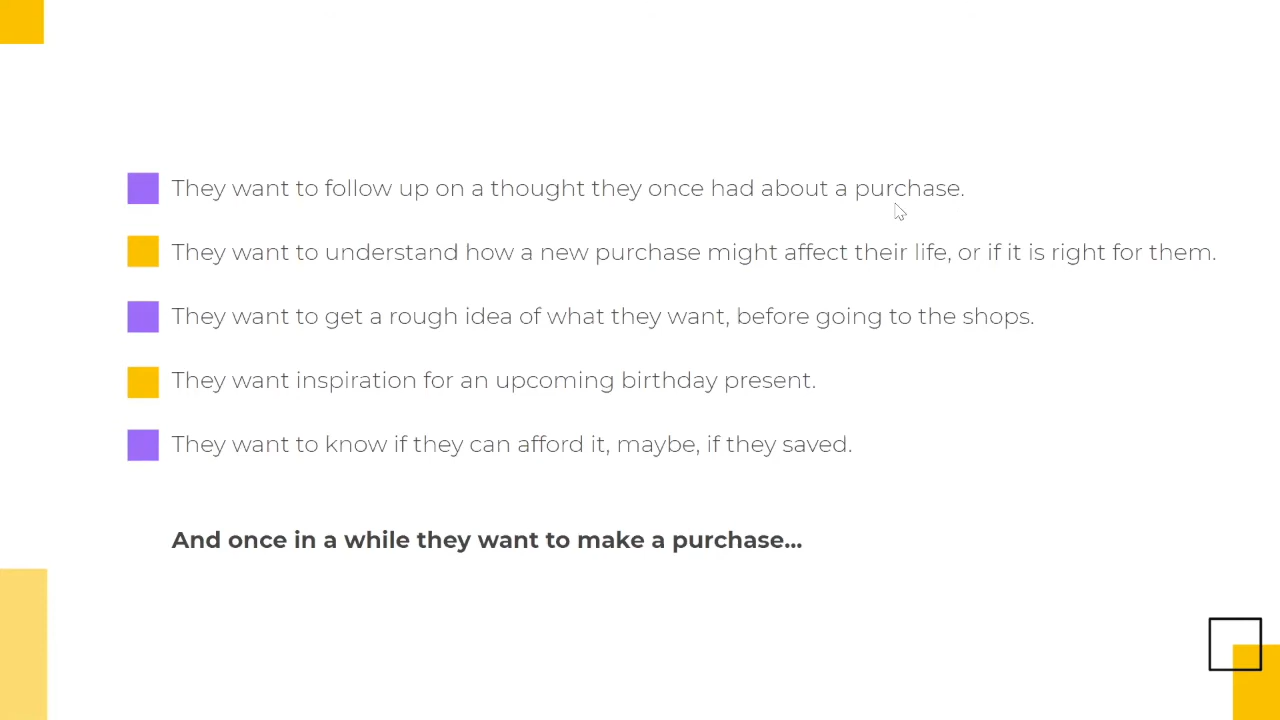 They want to follow up on a thought they once had about a purchase.
They want to understand how a new purchase might affect their life, or if it is right for them.
They want to get a rough idea of what they want, before going to the shops.
They want inspiration for an upcoming birthday present.
They want to know if they can afford it, maybe, if they saved.
And once in a while they want to make a purchase...